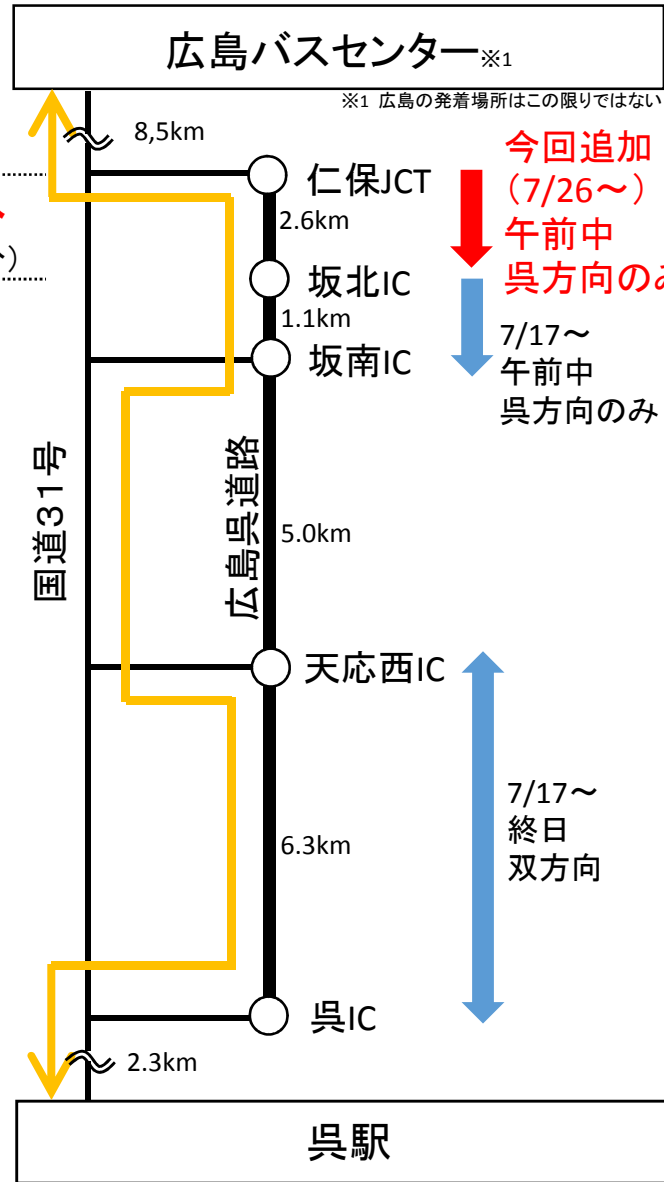 広島バスセンター※1
※1 広島の発着場所はこの限りではない
8,5km
仁保JCT
今回追加
（7/26～）
午前中
呉方向のみ
2.6km
坂北IC
1.1km
坂南IC
7/17～
午前中
呉方向のみ
国道31号
広島呉道路
5.0km
天応西IC
7/17～
終日
双方向
6.3km
呉IC
2.3km
呉駅